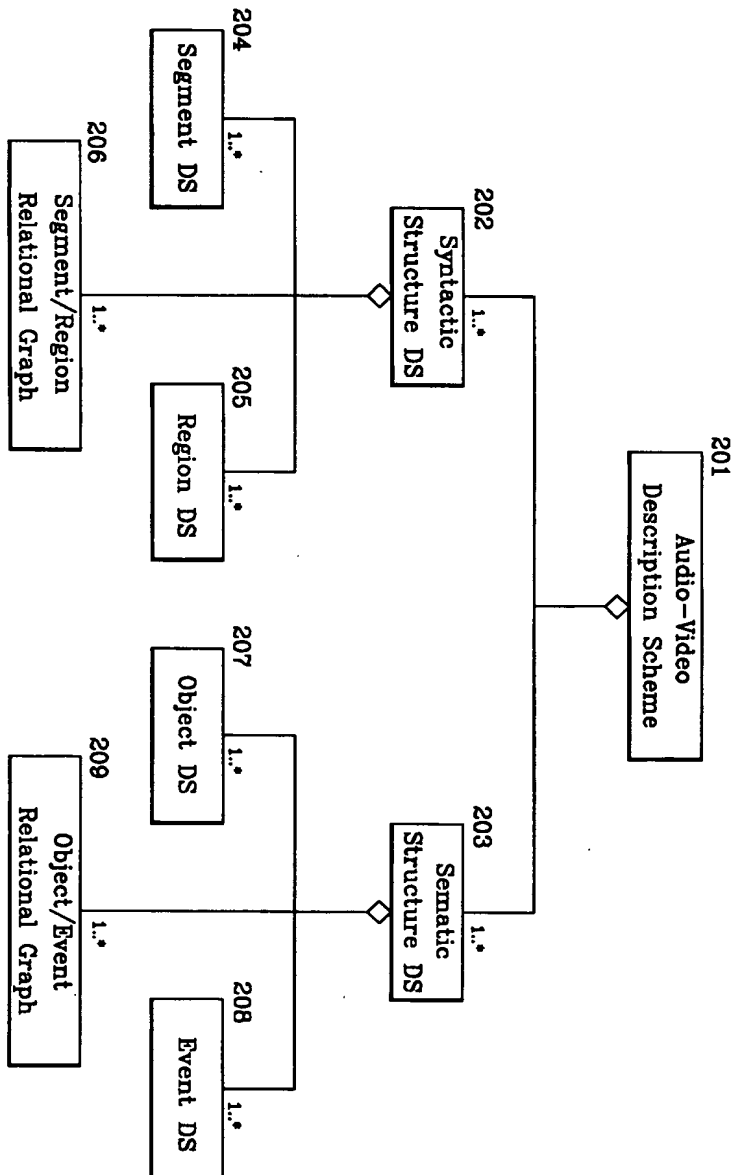 201
Audio-Video
Description Scheme
202
Syntactic
Structure DS
1..*
203
Sematic
Structure DS
1..*
204
Segment DS
1..*
205
Region DS
1..*
206
Segment/Region
Relational Graph
1..*
207
Object DS
1..*
208
Event DS
1..*
209
Object/Event
Relational Graph
1..*